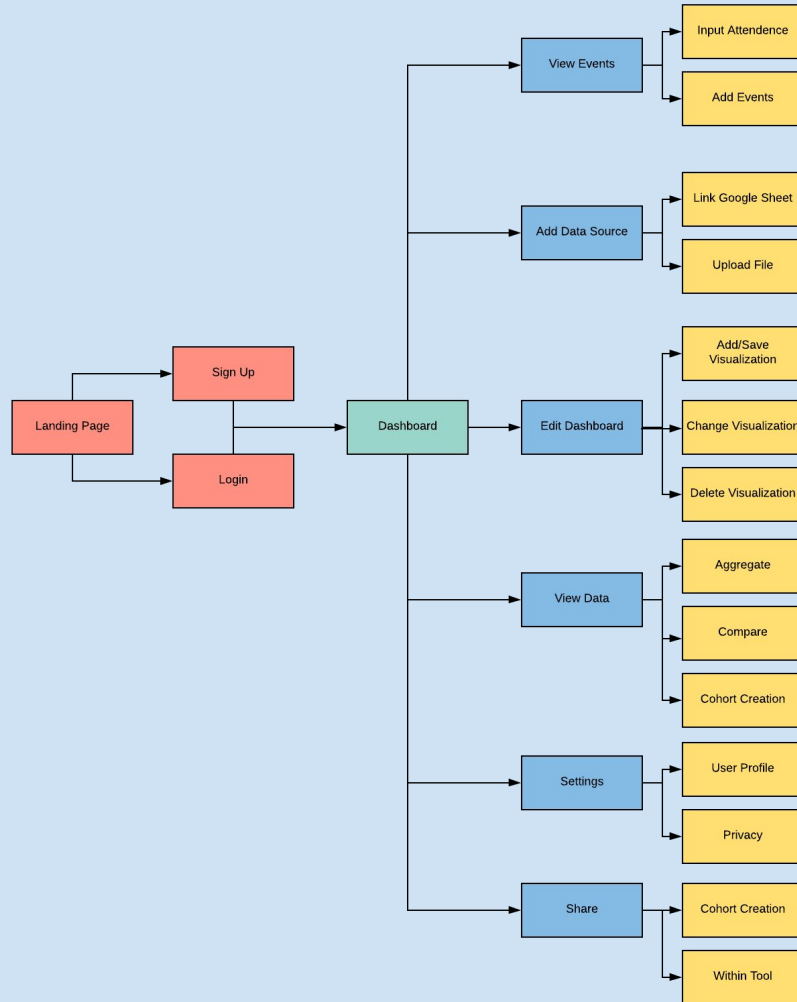 Input Attendence
View Events
Add Events
Link Google Sheet
Add Data Source
Upload File
Add/Save
Visualization
Sign Up
Landing Page
Dashboard
Edit Dashboard
Change Visualization
Login
Delete Visualization
Aggregate
View Data
Compare
Cohort Creation
User Profile
Settings
Privacy
Share
Cohort Creation
Within Tool